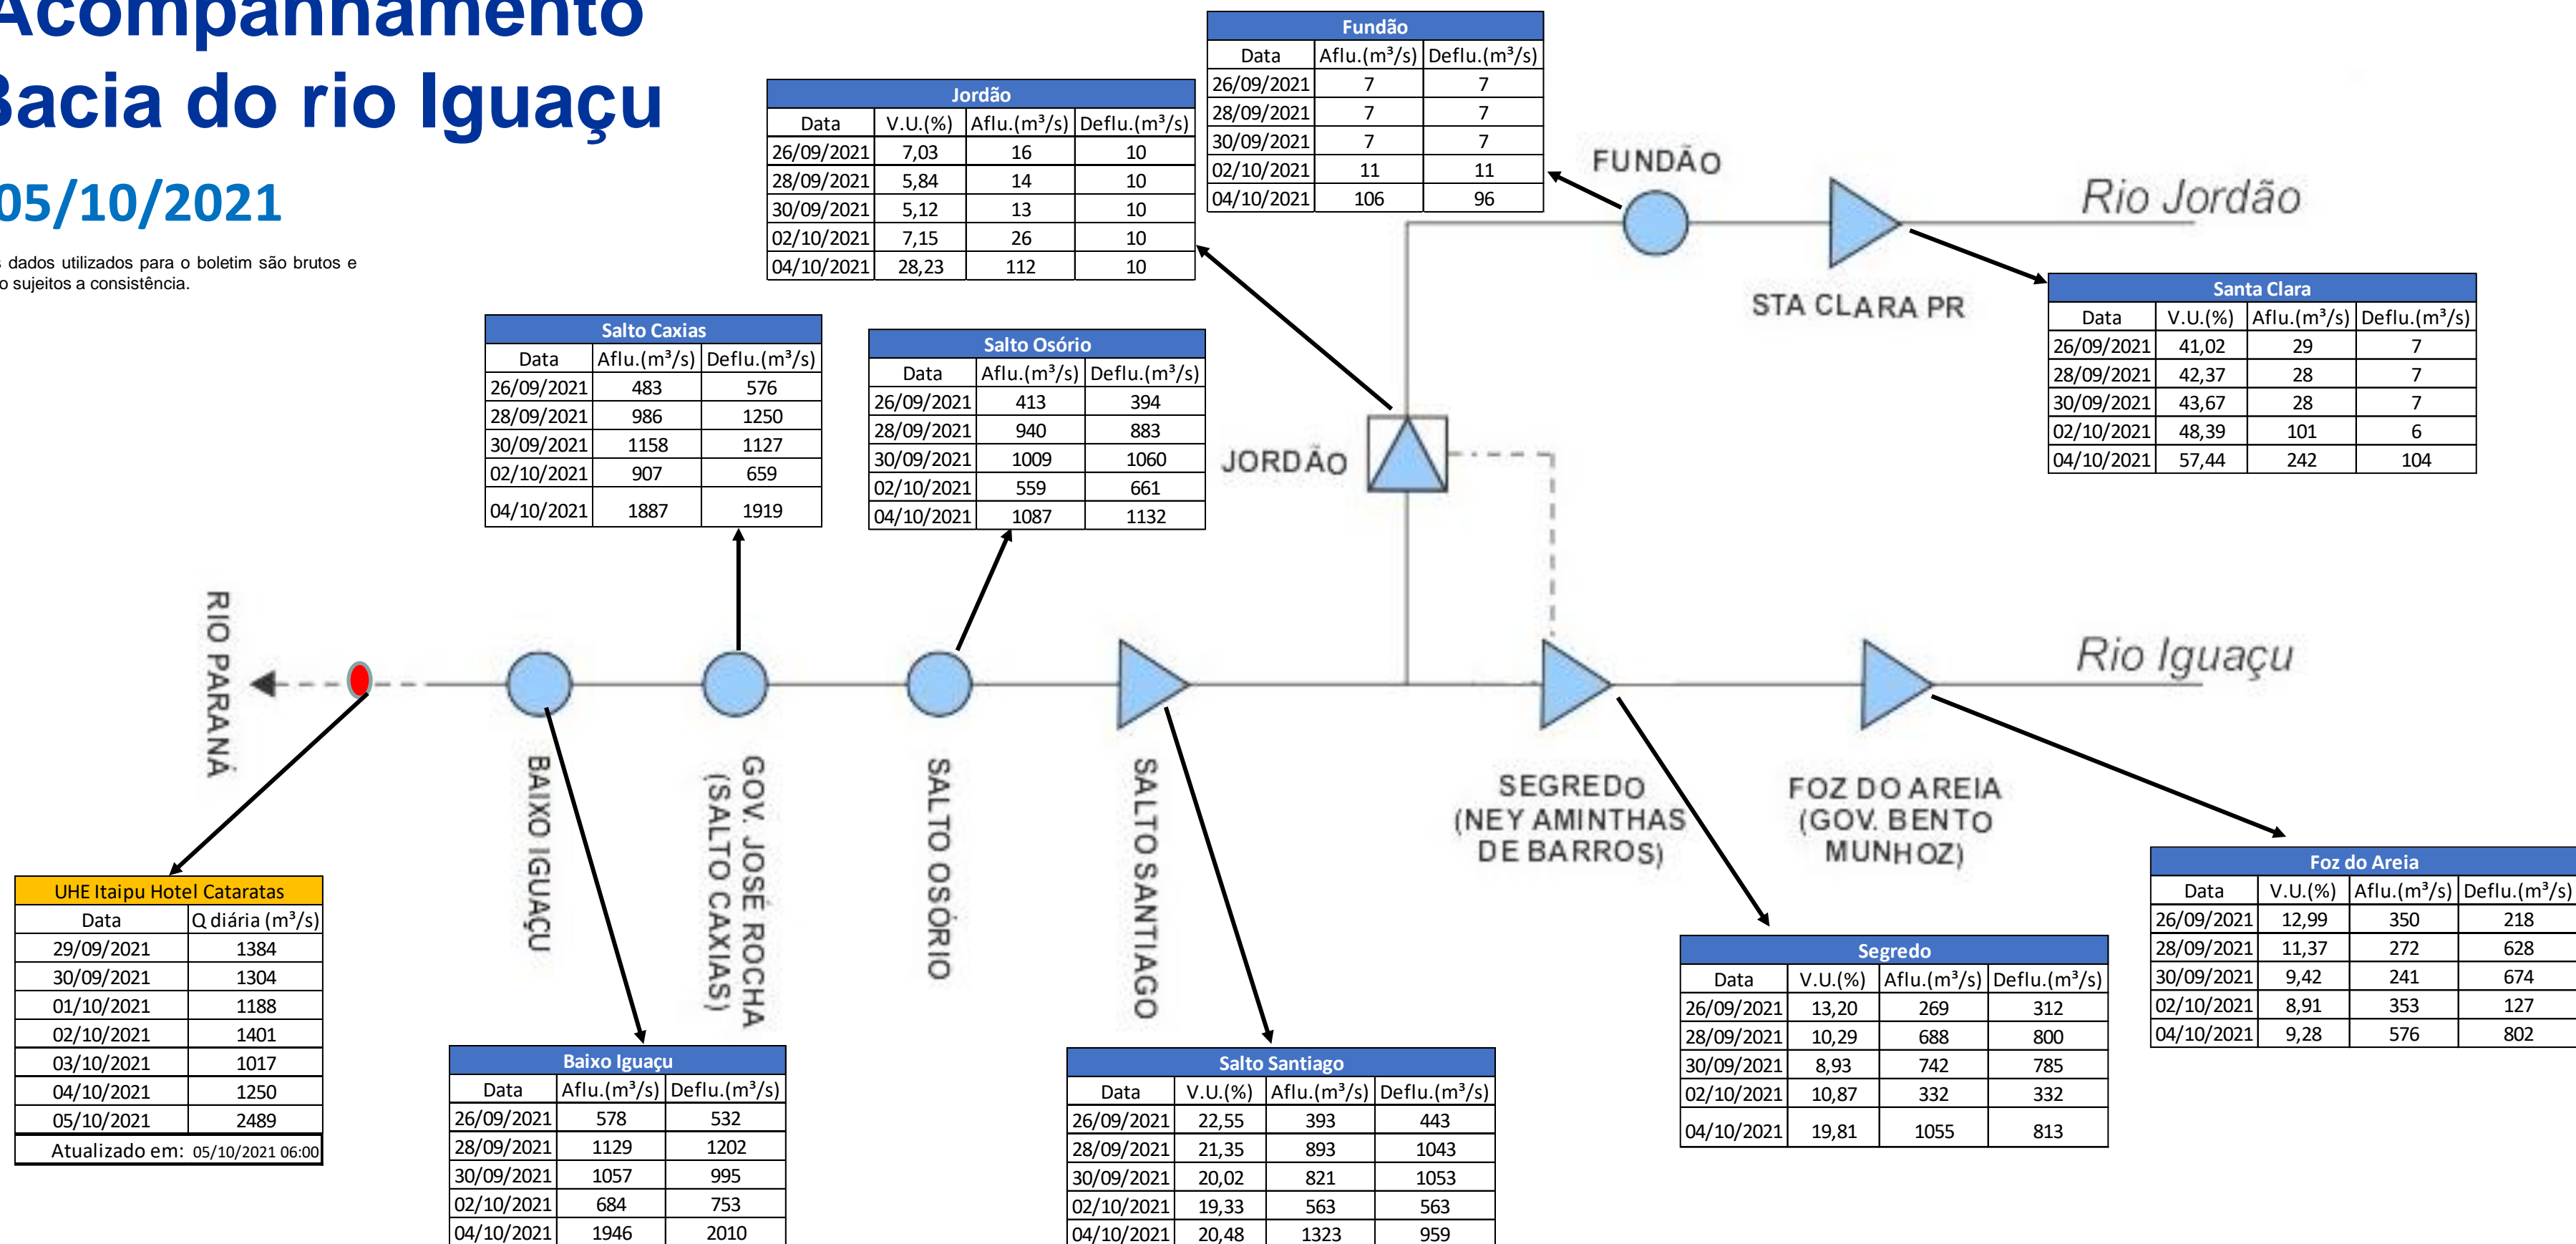 Acompanhamento
Bacia do rio Iguaçu
05/10/2021
dados utilizados para o boletim são brutos e
sujeitos a consistência.
Jordão
Data V.U.(%) Aflu.(m³/s) Deflu.(m³/s)
26/09/2021 7,03 16 10
28/09/2021 5,84 14 10
30/09/2021 5,12 13 10
02/10/2021 7,15 26 10
04/10/2021 28,23 112 10
Fundão
Data Aflu.(m³/s) Deflu.(m³/s)
26/09/2021 7 7
28/09/2021 7 7
30/09/2021 7 7
02/10/2021 11 11
04/10/2021 106 96
FUNDÃO
STA CLARA PR
Rio Jordão
Santa Clara
Data V.U.(%) Aflu.(m³/s) Deflu.(m³/s)
26/09/2021 41,02 29 7
28/09/2021 42,37 28 7
30/09/2021 43,67 28 7
02/10/2021 48,39 101 6
04/10/2021 57,44 242 104
Salto Caxias
Data Aflu.(m³/s) Deflu.(m³/s)
26/09/2021 483 576
28/09/2021 986 1250
30/09/2021 1158 1127
02/10/2021 907 659
04/10/2021 1887 1919
Salto Osório
Data Aflu.(m³/s) Deflu.(m³/s)
26/09/2021 413 394
28/09/2021 940 883
30/09/2021 1009 1060
02/10/2021 559 661
04/10/2021 1087 1132
JORDÃO
RIO PARANÁ
BAIXO IGUAÇU
GOV. JOSÉ ROCHA
(SALTO CAXIAS)
SALTO OSÓRIO
SALTO SANTIAGO
SEGREDO
(NEY AMINTHAS
DE BARROS)
FOZ DO AREIA
(GOV. BENTO
MUNHOZ)
Rio Iguaçu
UHE Itaipu Hotel Cataratas
Data Q diária (m³/s)
29/09/2021 1384
30/09/2021 1304
01/10/2021 1188
02/10/2021 1401
03/10/2021 1017
04/10/2021 1250
05/10/2021 2489
Atualizado em: 05/10/2021 06:00
Baixo Iguaçu
Data Aflu.(m³/s) Deflu.(m³/s)
26/09/2021 578 532
28/09/2021 1129 1202
30/09/2021 1057 995
02/10/2021 684 753
04/10/2021 1946 2010
Salto Santiago
Data V.U.(%) Aflu.(m³/s) Deflu.(m³/s)
26/09/2021 22,55 393 443
28/09/2021 21,35 893 1043
30/09/2021 20,02 821 1053
02/10/2021 19,33 563 563
04/10/2021 20,48 1323 959
Segredo
Data V.U.(%) Aflu.(m³/s) Deflu.(m³/s)
26/09/2021 13,20 269 312
28/09/2021 10,29 688 800
30/09/2021 8,93 742 785
02/10/2021 10,87 332 332
04/10/2021 19,81 1055 813
Foz do Areia
Data V.U.(%) Aflu.(m³/s) Deflu.(m³/s)
26/09/2021 12,99 350 218
28/09/2021 11,37 272 628
30/09/2021 9,42 241 674
02/10/2021 8,91 353 127
04/10/2021 9,28 576 802